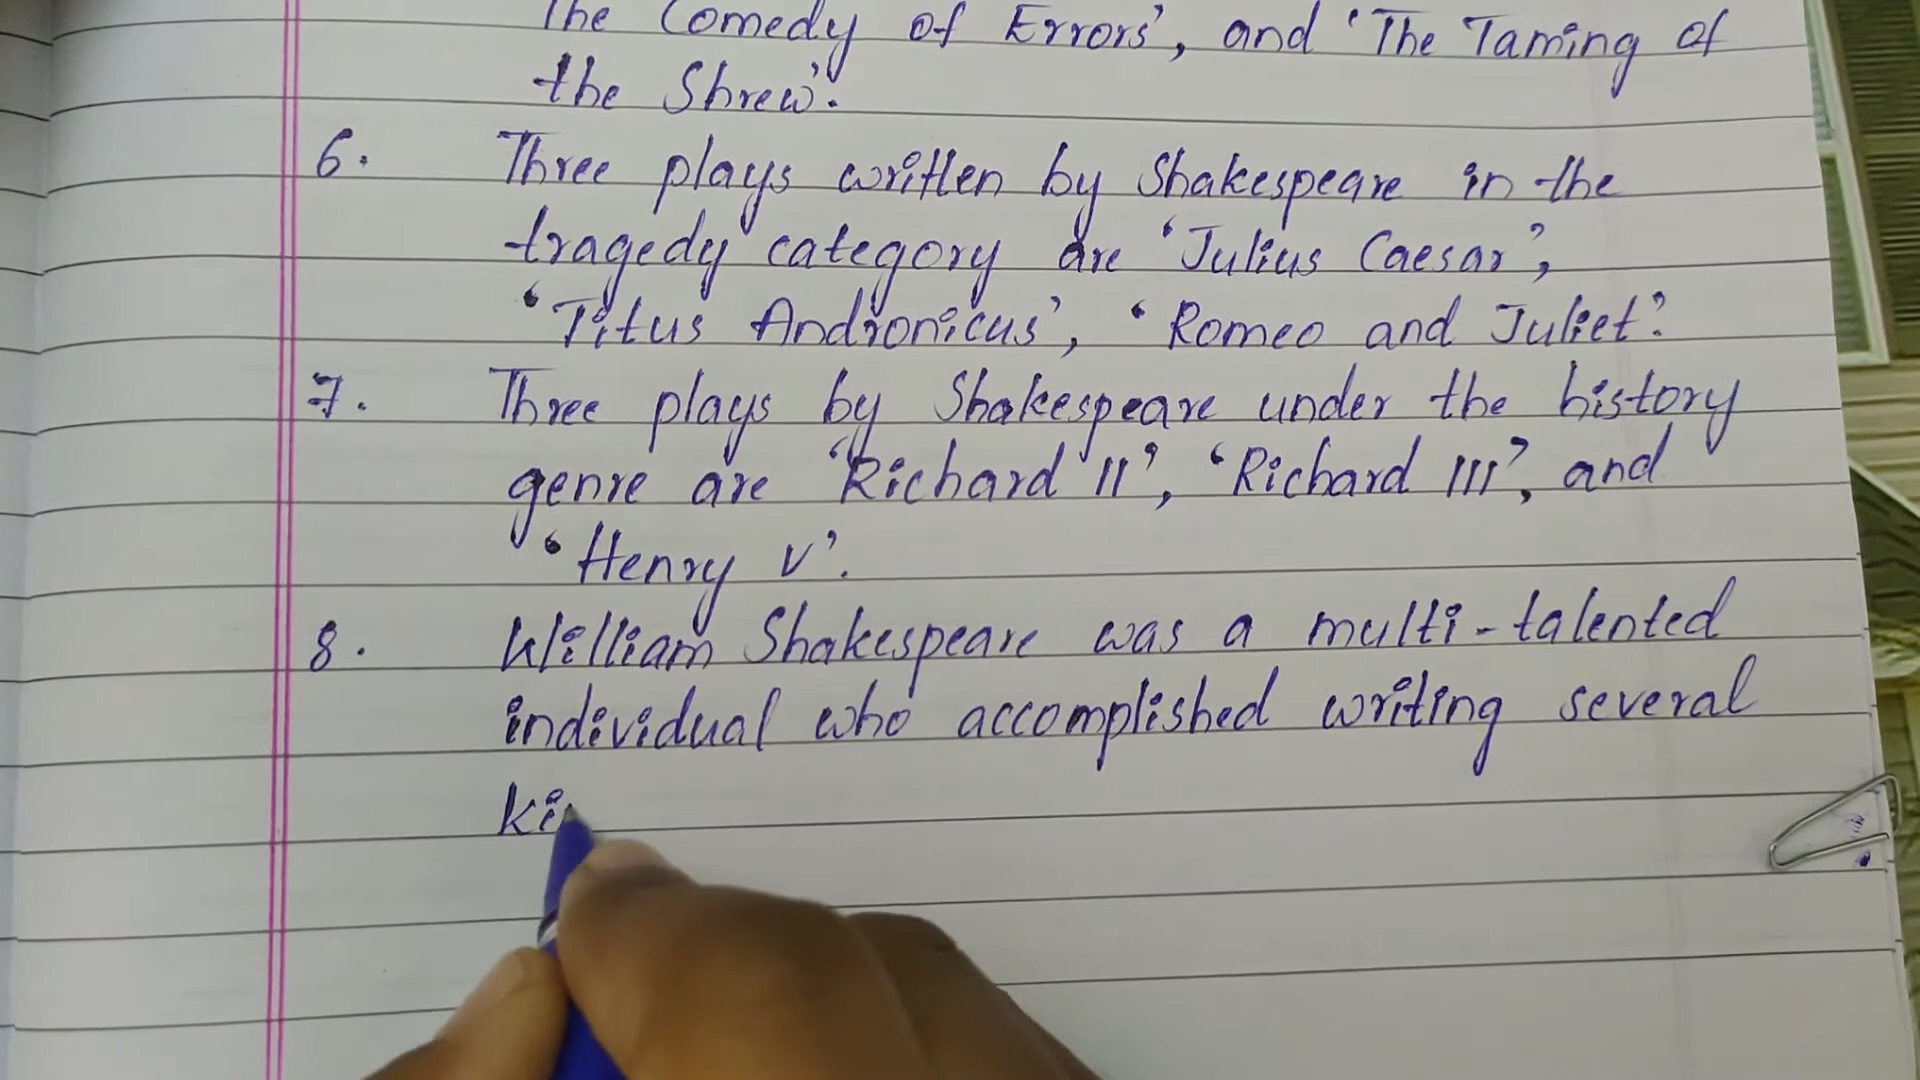 The Comedy of Errors', and 'The Taming of
the Shrew'.
6. Three plays written by Shakespeare in the
tragedy category are 'Julius Caesar',
'Titus Andronicus', 'Romeo and Juliet'.
7. Three plays by Shakespeare under the history
genre are 'Richard II', 'Richard III', and
'Henry V'.
8. William Shakespeare was a multi-talented
individual who accomplished writing several
ki